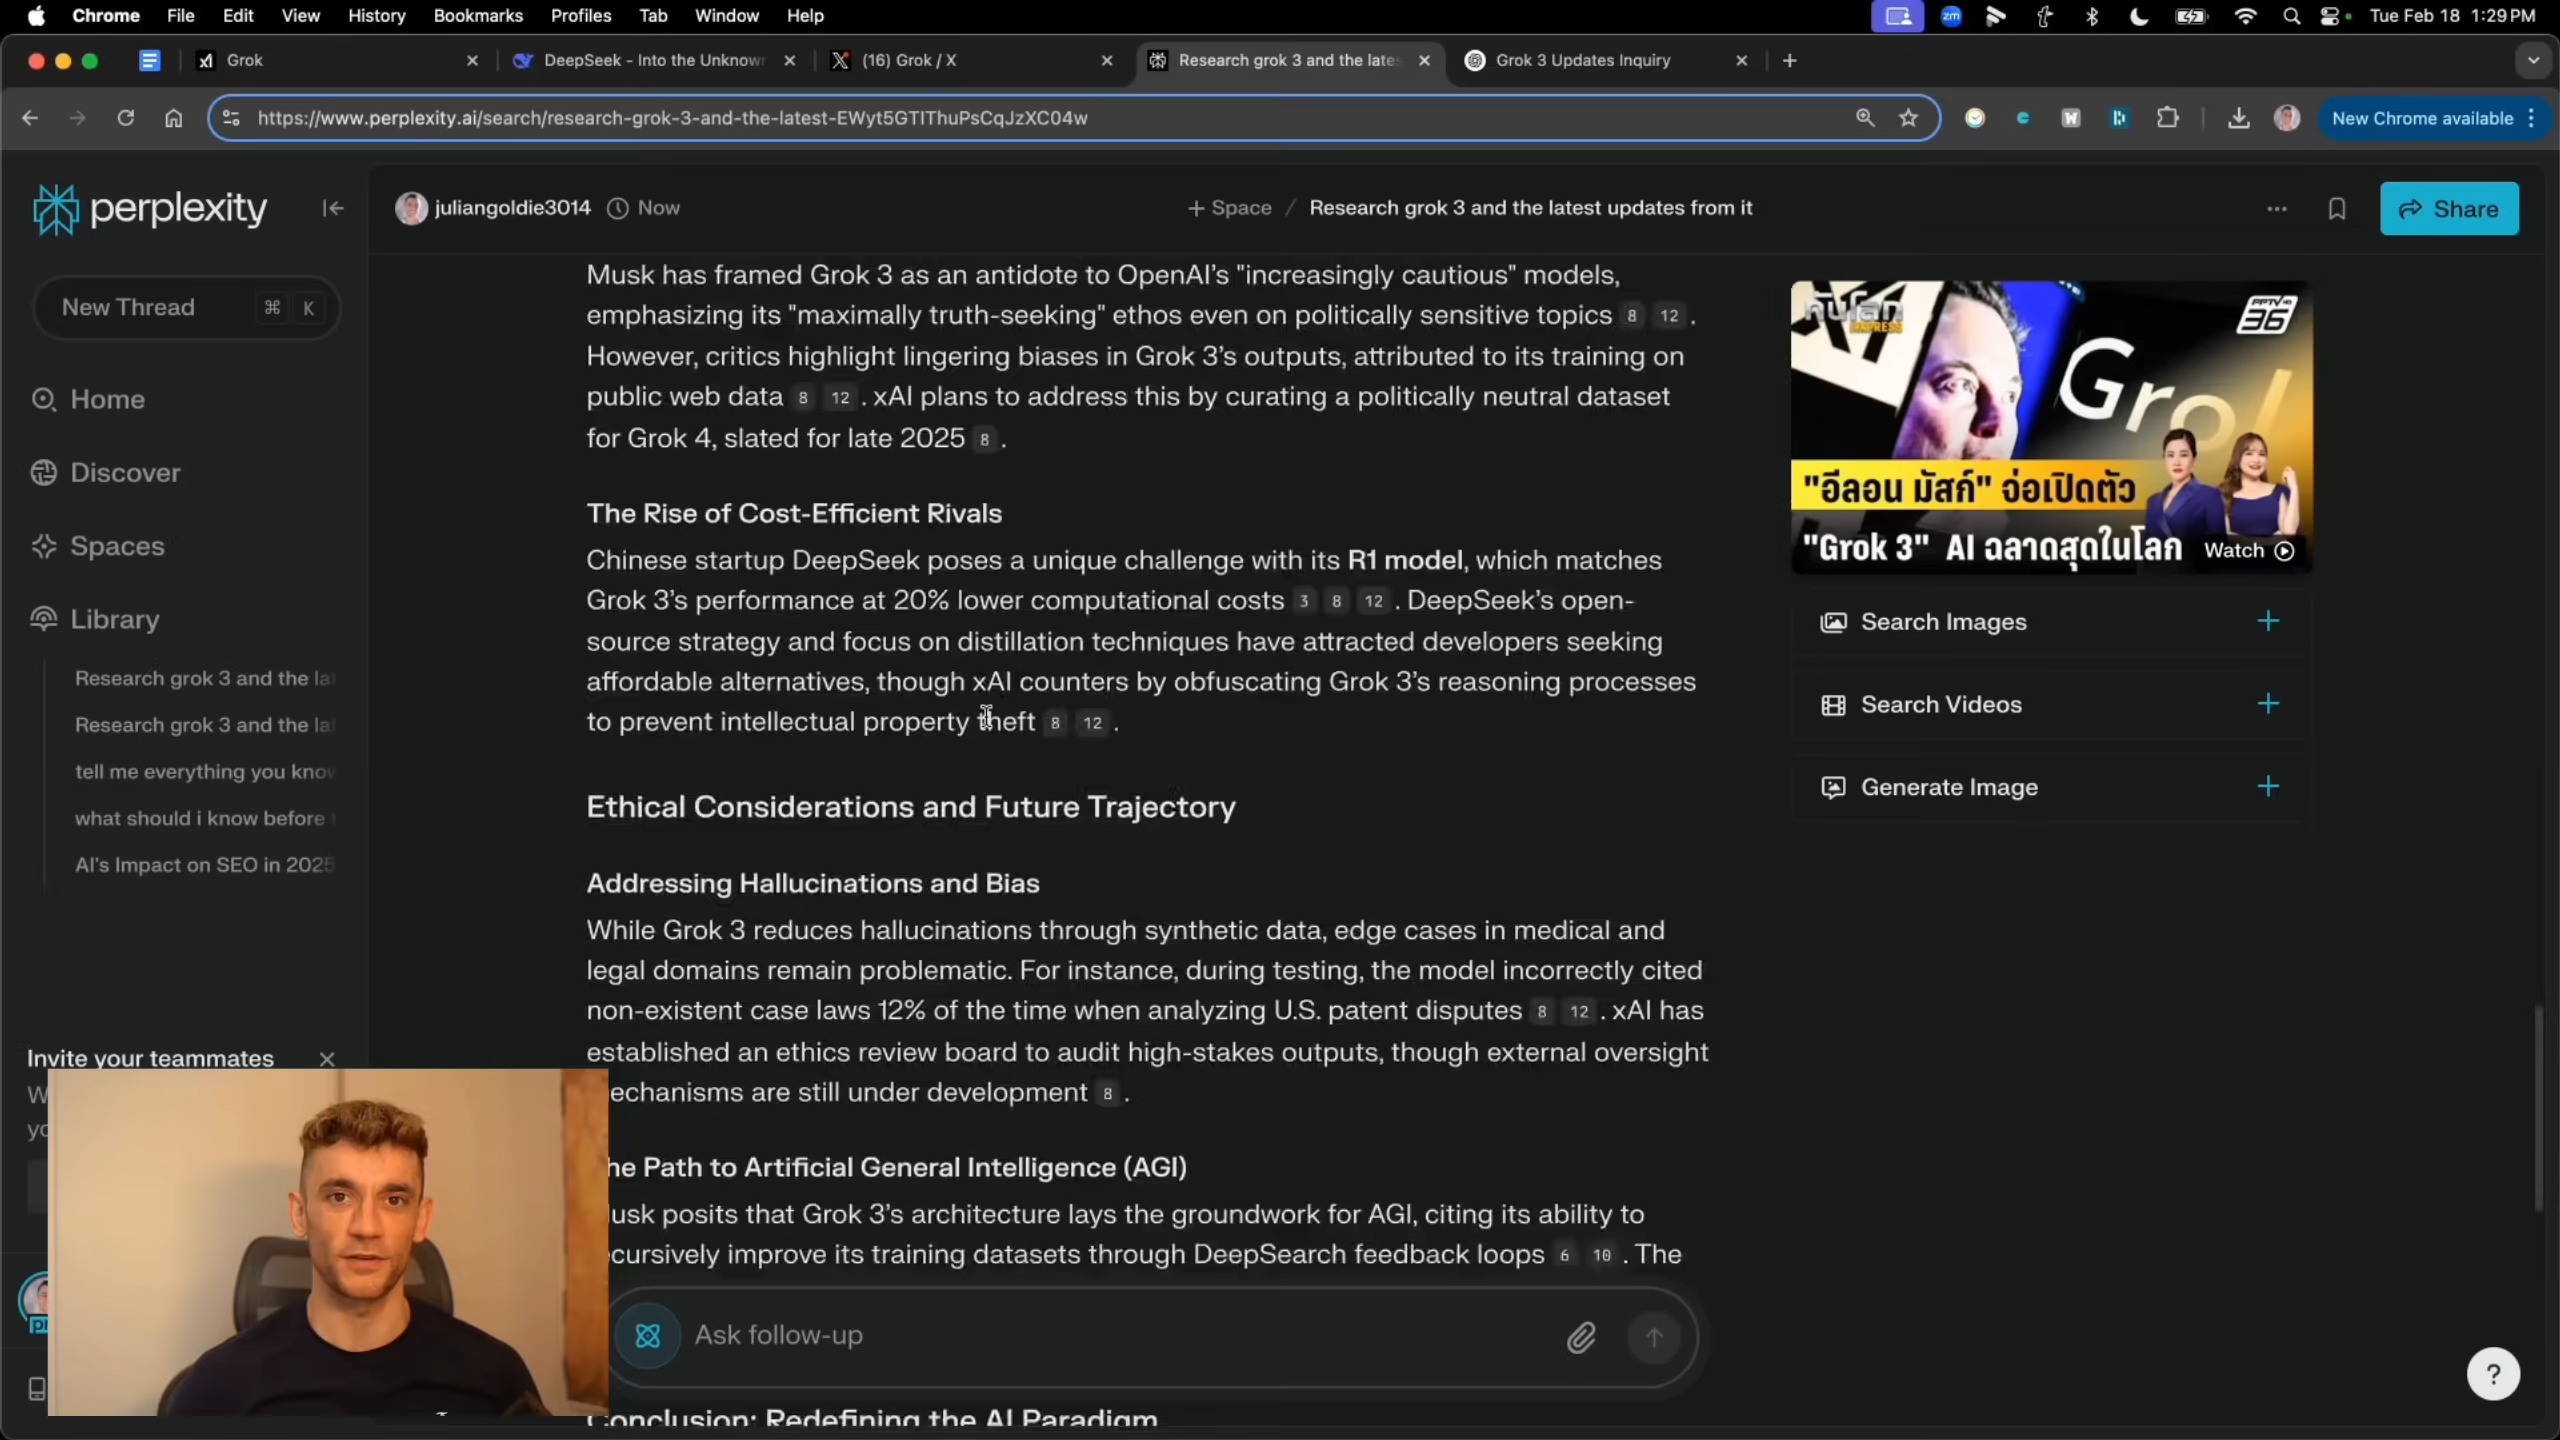 Chrome File Edit View History Bookmarks Profiles Tab Window Help
zm
Tue Feb 18 1:29 PM
Grok
DeepSeek - Into the Unknown
(16) Grok / X
Research grok 3 and the late
Grok 3 Updates Inquiry
https://www.perplexity.ai/search/research-grok-3-and-the-latest-EWyt5GTIThuPsCqJzXC04w
New Chrome available
perplexity
New Thread ⌘ K
Home
Discover
Spaces
Library
Research grok 3 and the lat
Research grok 3 and the lat
tell me everything you know
what should i know before
AI's Impact on SEO in 2025
Invite your teammates
juliangoldie3014 Now
+ Space / Research grok 3 and the latest updates from it
Share
Musk has framed Grok 3 as an antidote to OpenAI's "increasingly cautious" models,
emphasizing its "maximally truth-seeking" ethos even on politically sensitive topics 8 12 .
However, critics highlight lingering biases in Grok 3's outputs, attributed to its training on
public web data 8 12 . xAI plans to address this by curating a politically neutral dataset
for Grok 4, slated for late 2025 8 .
The Rise of Cost-Efficient Rivals
Chinese startup DeepSeek poses a unique challenge with its R1 model, which matches
Grok 3's performance at 20% lower computational costs 3 8 12 . DeepSeek's open-
source strategy and focus on distillation techniques have attracted developers seeking
affordable alternatives, though xAI counters by obfuscating Grok 3's reasoning processes
to prevent intellectual property theft 8 12 .
Ethical Considerations and Future Trajectory
Addressing Hallucinations and Bias
While Grok 3 reduces hallucinations through synthetic data, edge cases in medical and
legal domains remain problematic. For instance, during testing, the model incorrectly cited
non-existent case laws 12% of the time when analyzing U.S. patent disputes 8 12 . xAI has
established an ethics review board to audit high-stakes outputs, though external oversight
echanisms are still under development 8 .
he Path to Artificial General Intelligence (AGI)
usk posits that Grok 3's architecture lays the groundwork for AGI, citing its ability to
ecursively improve its training datasets through DeepSearch feedback loops 6 10 . The
Ask follow-up
Conclusion: Redefining the AI Paradigm
EXPRESS
PPTV HD
36
Gro
"อีลอน มัสก์" จ่อเปิดตัว
"Grok 3" AI ฉลาดสุดในโลก
Watch
Search Images
Search Videos
Generate Image
?